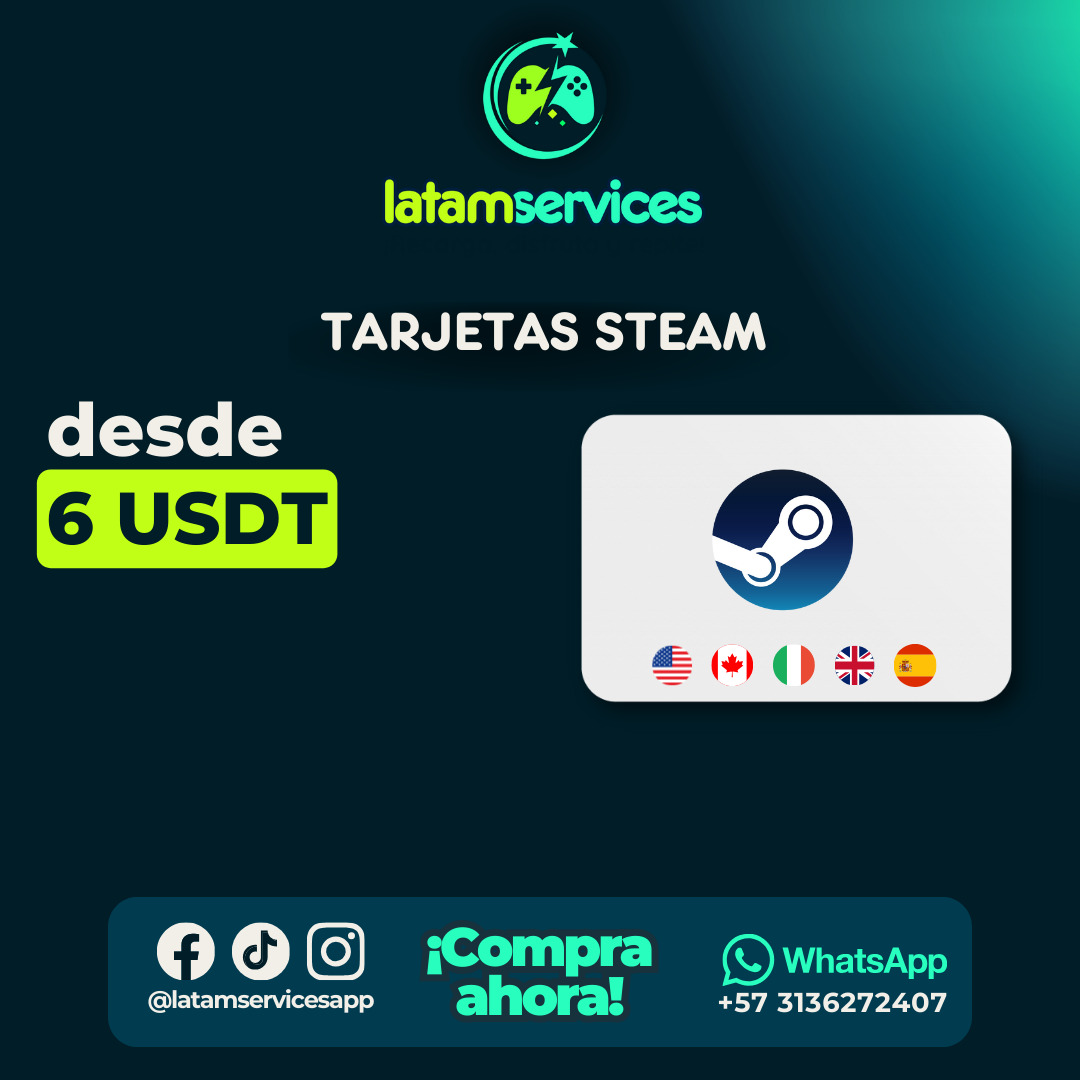 latamservices
TARJETAS STEAM
desde
6 USDT
@latamservicesapp
¡Compra
ahora!
WhatsApp
+57 3136272407